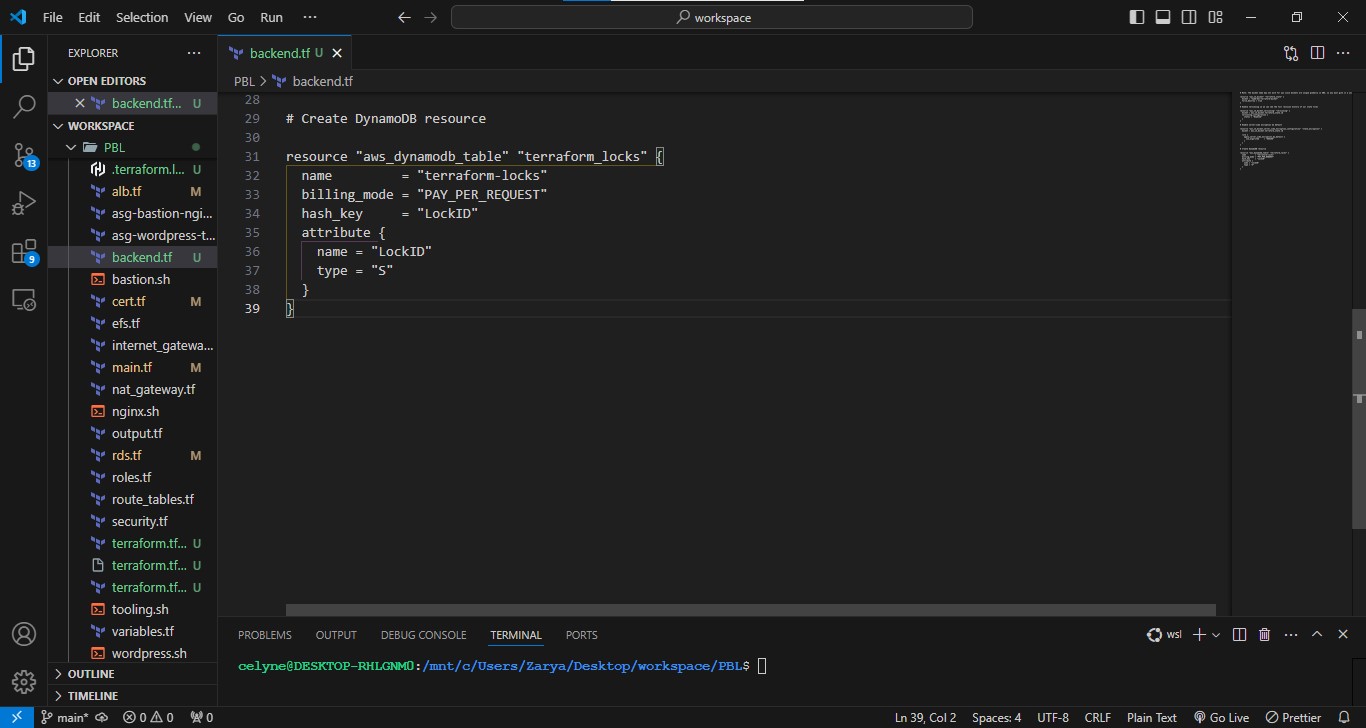 File Edit Selection View Go Run ··· workspace
EXPLORER ···
OPEN EDITORS
backend.tf... U
WORKSPACE
PBL
.terraform.l... U
alb.tf M
asg-bastion-ngi...
asg-wordpress-t...
backend.tf U
bastion.sh
cert.tf M
efs.tf
internet_gatewa...
main.tf M
nat_gateway.tf
nginx.sh
output.tf
rds.tf M
roles.tf
route_tables.tf
security.tf
terraform.tf... U
terraform.tf... U
terraform.tf... U
tooling.sh
variables.tf
wordpress.sh
OUTLINE
TIMELINE
13
9
backend.tf U
PBL > backend.tf
28
29 # Create DynamoDB resource
30
31 resource "aws_dynamodb_table" "terraform_locks" {
32 name = "terraform-locks"
33 billing_mode = "PAY_PER_REQUEST"
34 hash_key = "LockID"
35 attribute {
36 name = "LockID"
37 type = "S"
38 }
39 }
PROBLEMS OUTPUT DEBUG CONSOLE TERMINAL PORTS wsl
celyne@DESKTOP-RHLGNM0:/mnt/c/Users/Zarya/Desktop/workspace/PBL$
main* 0 0 0 Ln 39, Col 2 Spaces: 4 UTF-8 CRLF Plain Text Go Live Prettier